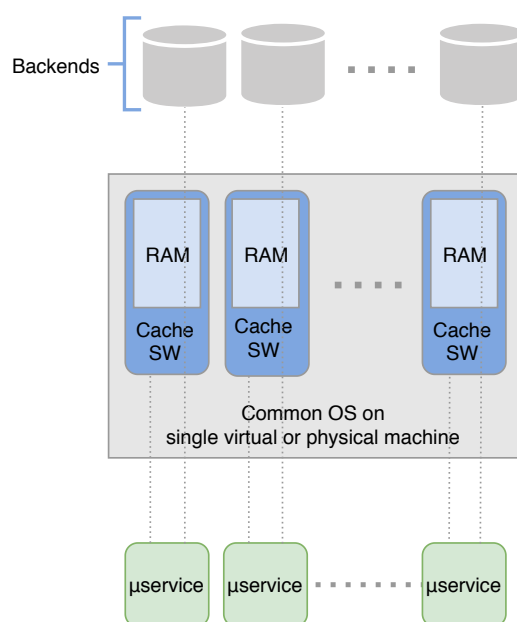 Backends
RAM
RAM
RAM
Cache
SW
Cache
SW
Cache
SW
Common OS on
single virtual or physical machine
μservice
μservice
μservice